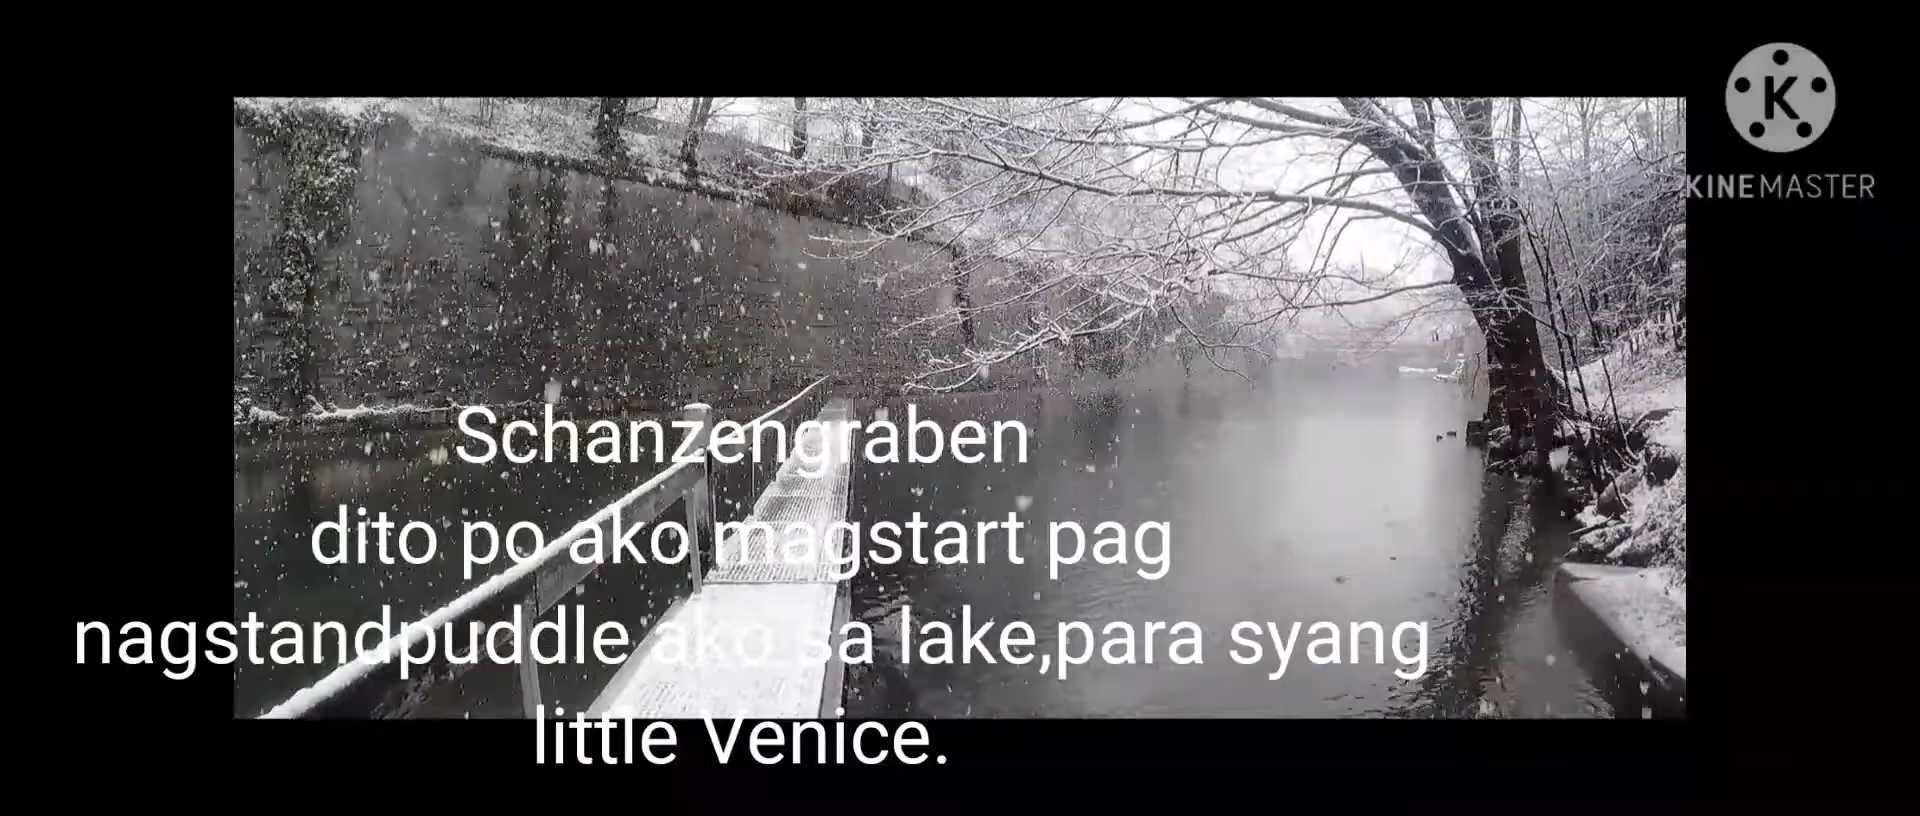 K
KINEMASTER
Schanzengraben
dito po ako magstart pag
nagstandpuddle ako sa lake,para syang
little Venice.